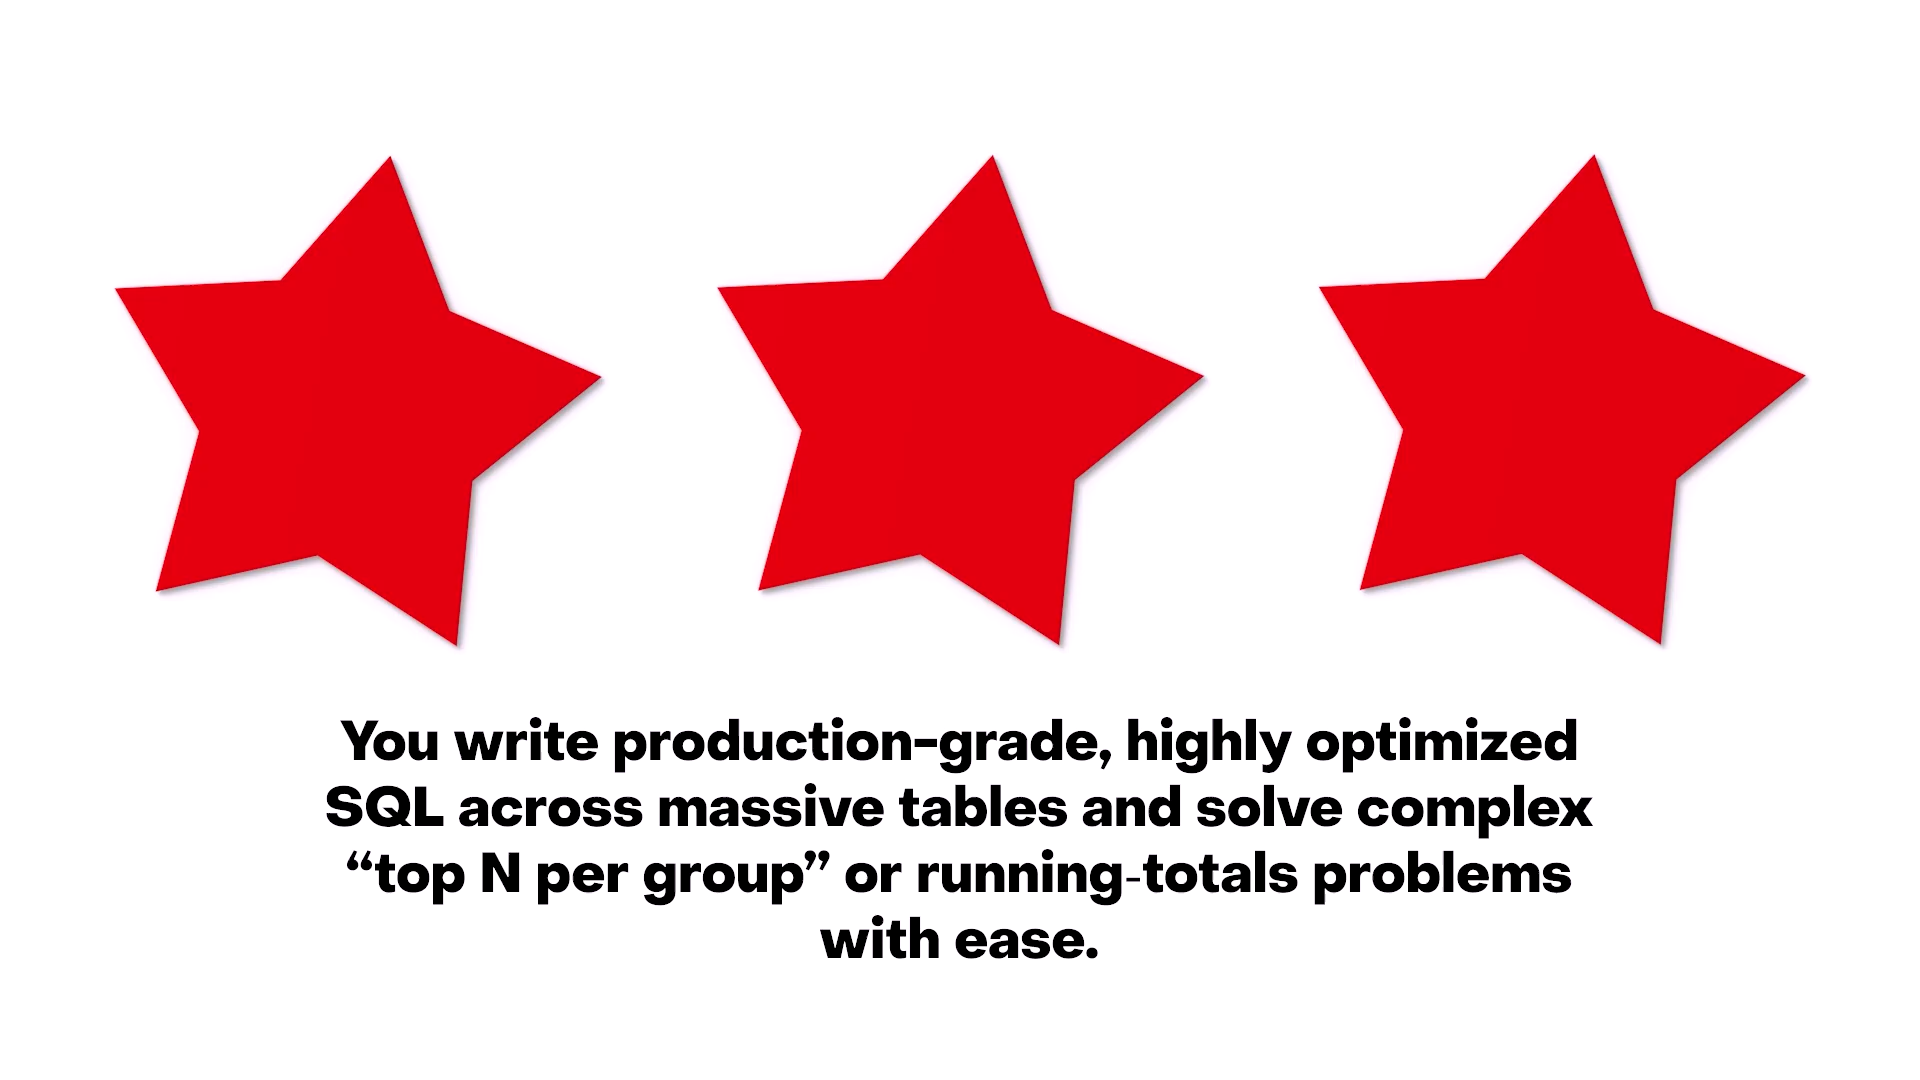 You write production-grade, highly optimized
SQL across massive tables and solve complex
“top N per group” or running-totals problems
with ease.